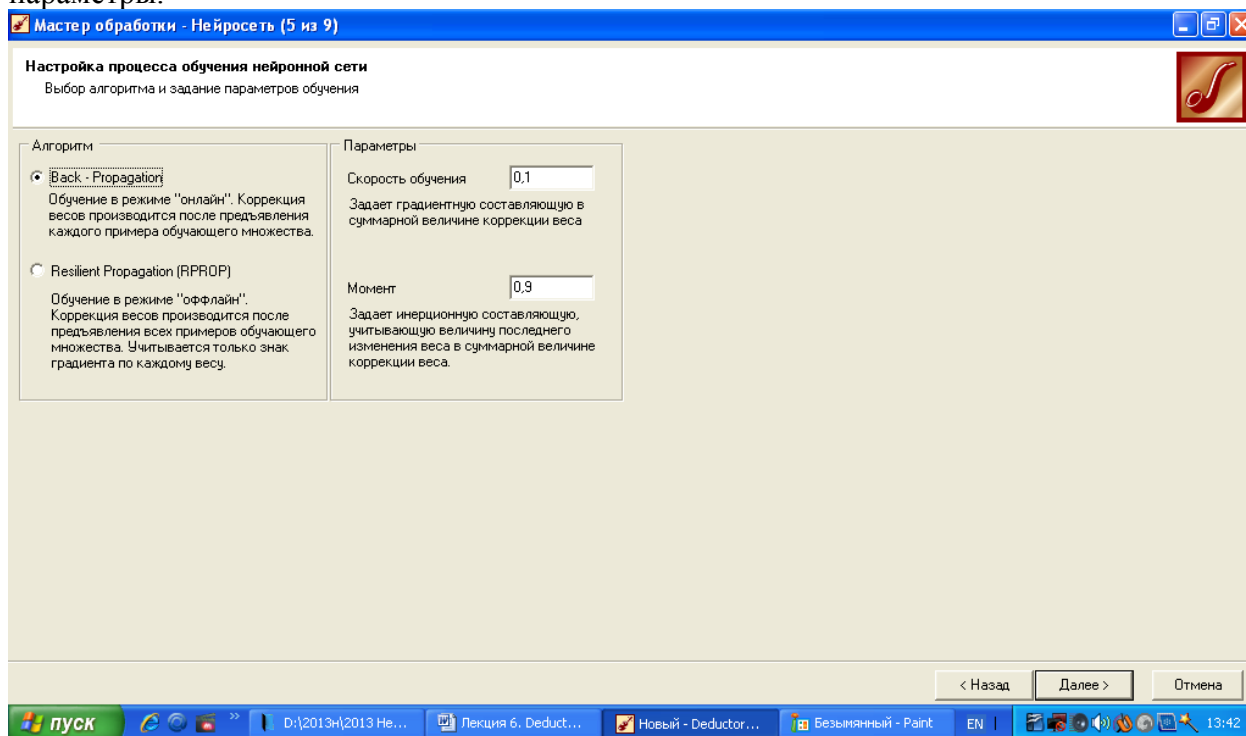 параметры.
Мастер обработки - Нейросеть (5 из 9)
Настройка процесса обучения нейронной сети
Выбор алгоритма и задание параметров обучения
Алгоритм
Back - Propagation
Обучение в режиме "онлайн". Коррекция
весов производится после предъявления
каждого примера обучающего множества.
Resilient Propagation (RPROP)
Обучение в режиме "оффлайн".
Коррекция весов производится после
предъявления всех примеров обучающего
множества. Учитывается только знак
градиента по каждому весу.
Параметры
Скорость обучения 0,1
Задает градиентную составляющую в
суммарной величине коррекции веса
Момент 0,9
Задает инерционную составляющую,
учитывающую величину последнего
изменения веса в суммарной величине
коррекции веса.
< Назад Далее > Отмена
пуск » D:\2013н\2013 Не... Лекция 6. Deduct... Новый - Deductor... Безымянный - Paint EN 13:42